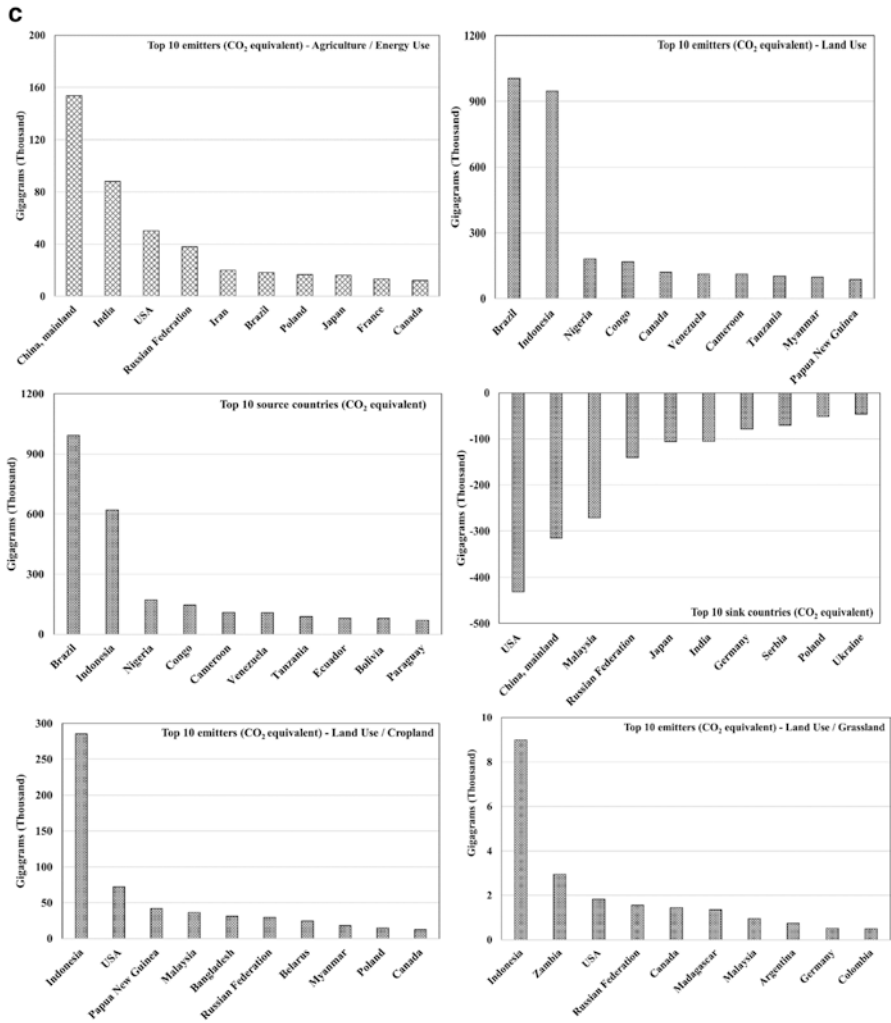 C
Top 10 emitters (CO2 equivalent) - Agriculture / Energy Use
Gigagrams (Thousand)
200
160
120
80
40
0
China, mainland
India
USA
Russian Federation
Iran
Brazil
Poland
Japan
France
Canada
Top 10 emitters (CO2 equivalent) - Land Use
Gigagrams (Thousand)
1200
900
600
300
0
Brazil
Indonesia
Nigeria
Congo
Canada
Venezuela
Cameroon
Tanzania
Myanmar
Papua New Guinea
Top 10 source countries (CO2 equivalent)
Gigagrams (Thousand)
1200
900
600
300
0
Brazil
Indonesia
Nigeria
Congo
Cameroon
Venezuela
Tanzania
Ecuador
Bolivia
Paraguay
Gigagrams (Thousand)
0
-100
-200
-300
-400
-500
Top 10 sink countries (CO2 equivalent)
USA
China, mainland
Malaysia
Russian Federation
Japan
India
Germany
Serbia
Poland
Ukraine
Top 10 emitters (CO2 equivalent) - Land Use / Cropland
Gigagrams (Thousand)
300
250
200
150
100
50
0
Indonesia
USA
Papua New Guinea
Malaysia
Bangladesh
Russian Federation
Belarus
Myanmar
Poland
Canada
Top 10 emitters (CO2 equivalent) - Land Use / Grassland
Gigagrams (Thousand)
10
8
6
4
2
0
Indonesia
Zambia
USA
Russian Federation
Canada
Madagascar
Malaysia
Argentina
Germany
Colombia